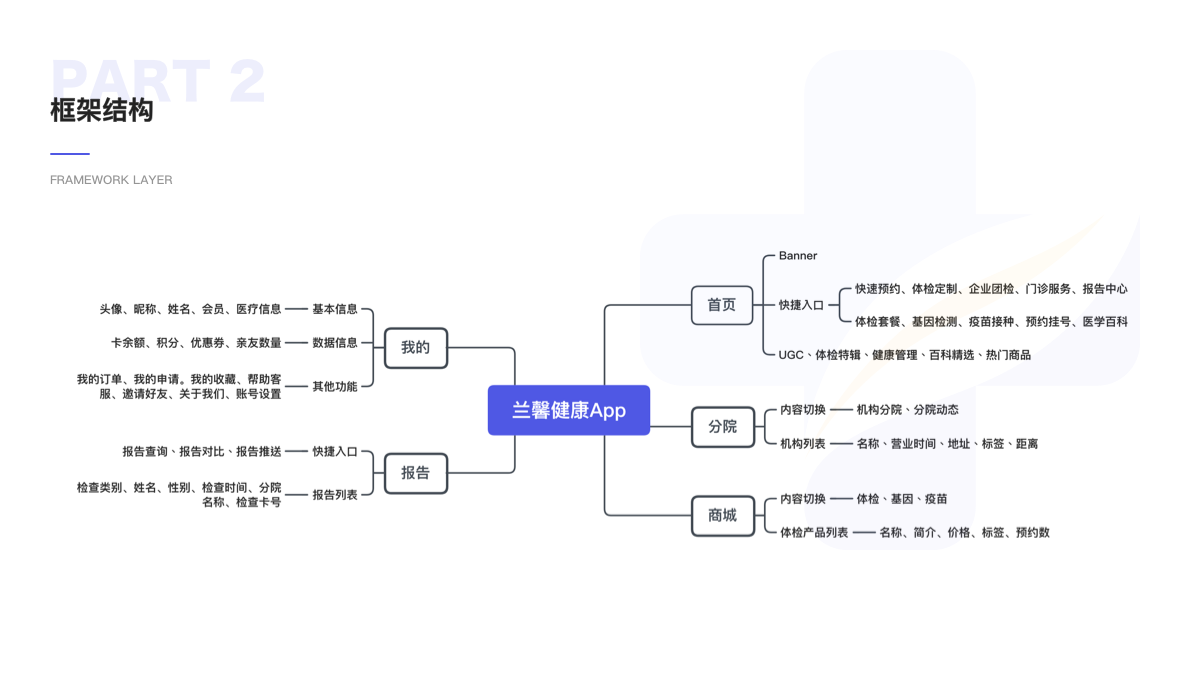 PART 2
框架结构
FRAMEWORK LAYER
兰馨健康App
我的
基本信息
头像、昵称、姓名、会员、医疗信息
数据信息
卡余额、积分、优惠券、亲友数量
其他功能
我的订单、我的申请。我的收藏、帮助客
服、邀请好友、关于我们、账号设置
报告
快捷入口
报告查询、报告对比、报告推送
报告列表
检查类别、姓名、性别、检查时间、分院
名称、检查卡号
首页
Banner
快捷入口
快速预约、体检定制、企业团检、门诊服务、报告中心
体检套餐、基因检测、疫苗接种、预约挂号、医学百科
UGC、体检特辑、健康管理、百科精选、热门商品
分院
内容切换
机构分院、分院动态
机构列表
名称、营业时间、地址、标签、距离
商城
内容切换
体检、基因、疫苗
体检产品列表
名称、简介、价格、标签、预约数